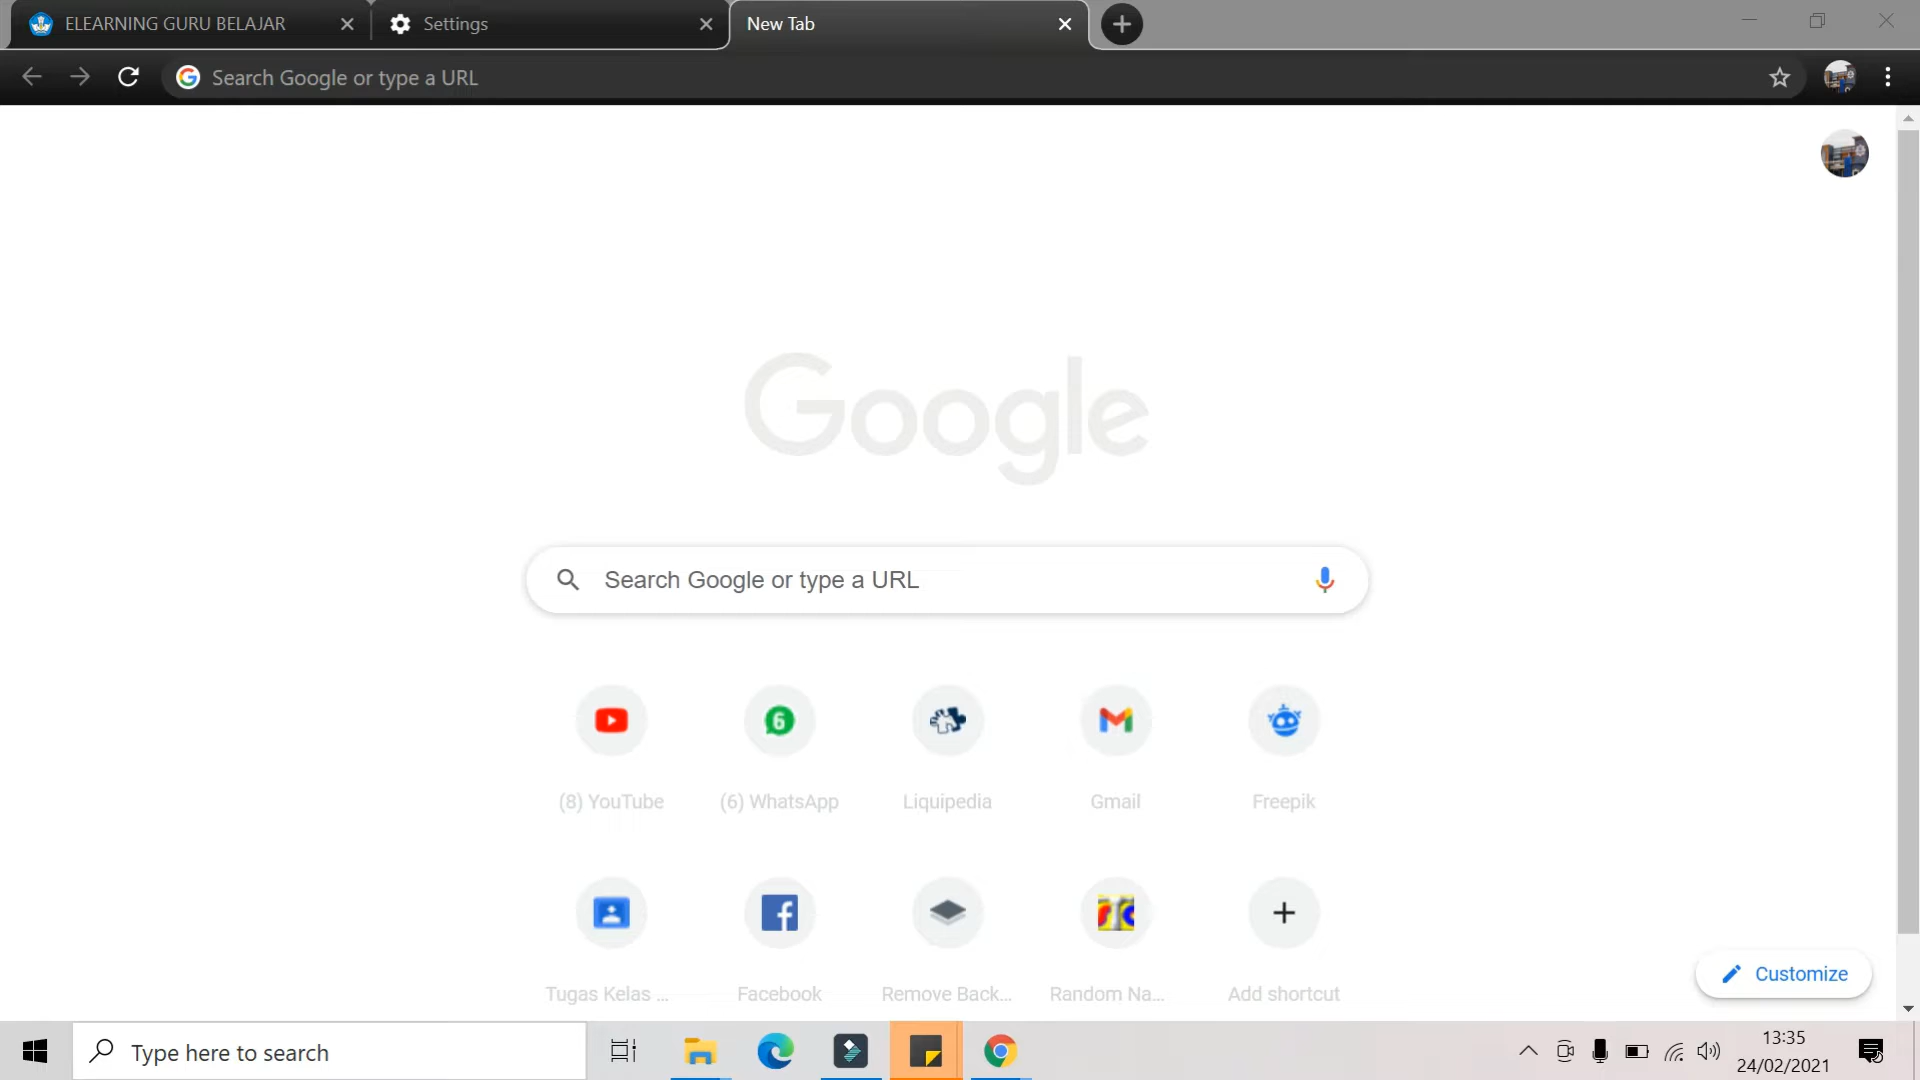 ELEARNING GURU BELAJAR
Settings
New Tab
Search Google or type a URL
Google
Search Google or type a URL
6
(8) YouTube
(6) WhatsApp
Liquipedia
Gmail
Freepik
Tugas Kelas ...
Facebook
Remove Back...
Random Na...
Add shortcut
Customize
Type here to search
13:35
24/02/2021